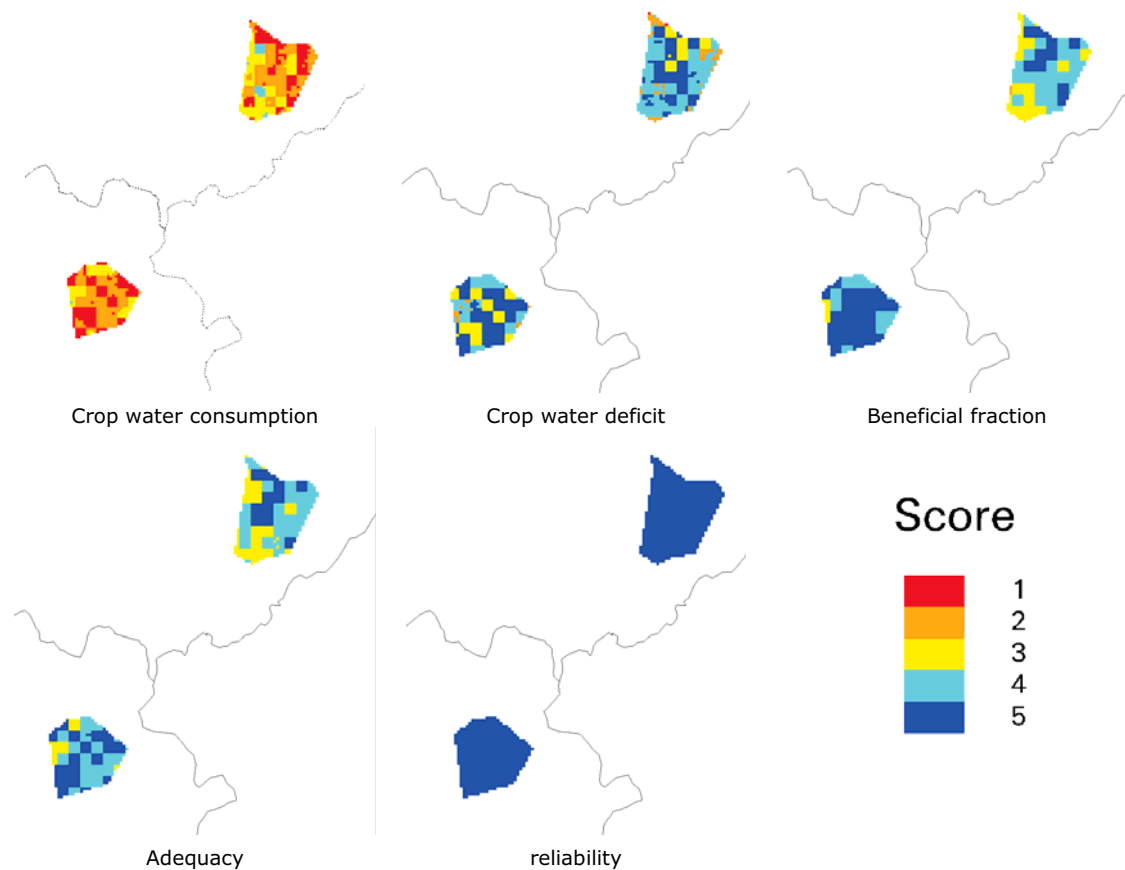 Crop water consumption
Crop water deficit
Beneficial fraction
Adequacy
reliability
Score
1
2
3
4
5